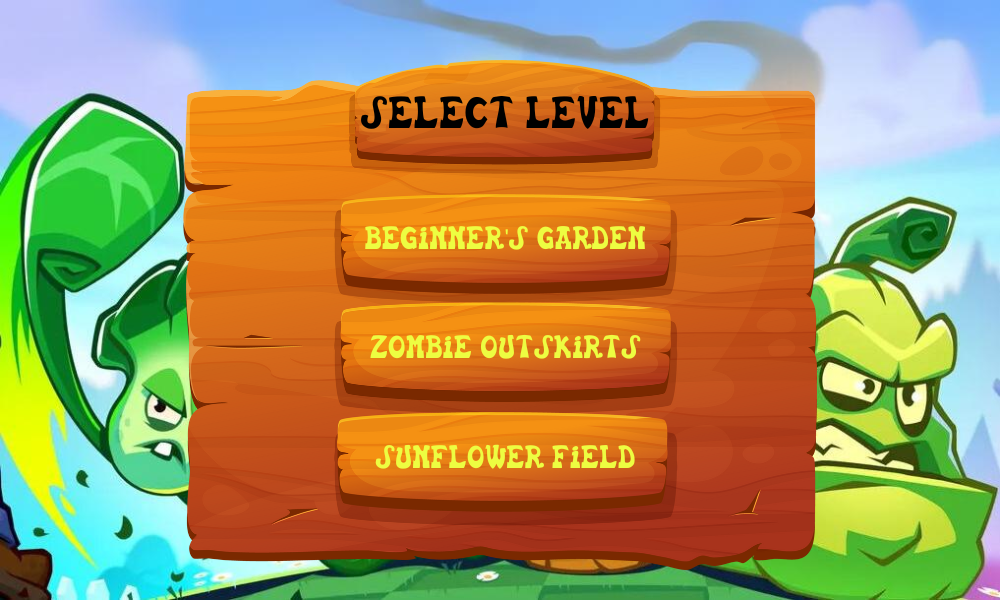 SELECT LEVEL
BEGINNER'S GARDEN
ZOMBIE OUTSKIRTS
SUNFLOWER FIELD